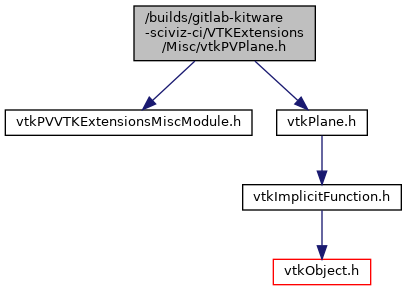 /builds/gitlab-kitware
-sciviz-ci/VTKExtensions
/Misc/vtkPVPlane.h
vtkPVVTKExtensionsMiscModule.h
vtkPlane.h
vtkImplicitFunction.h
vtkObject.h